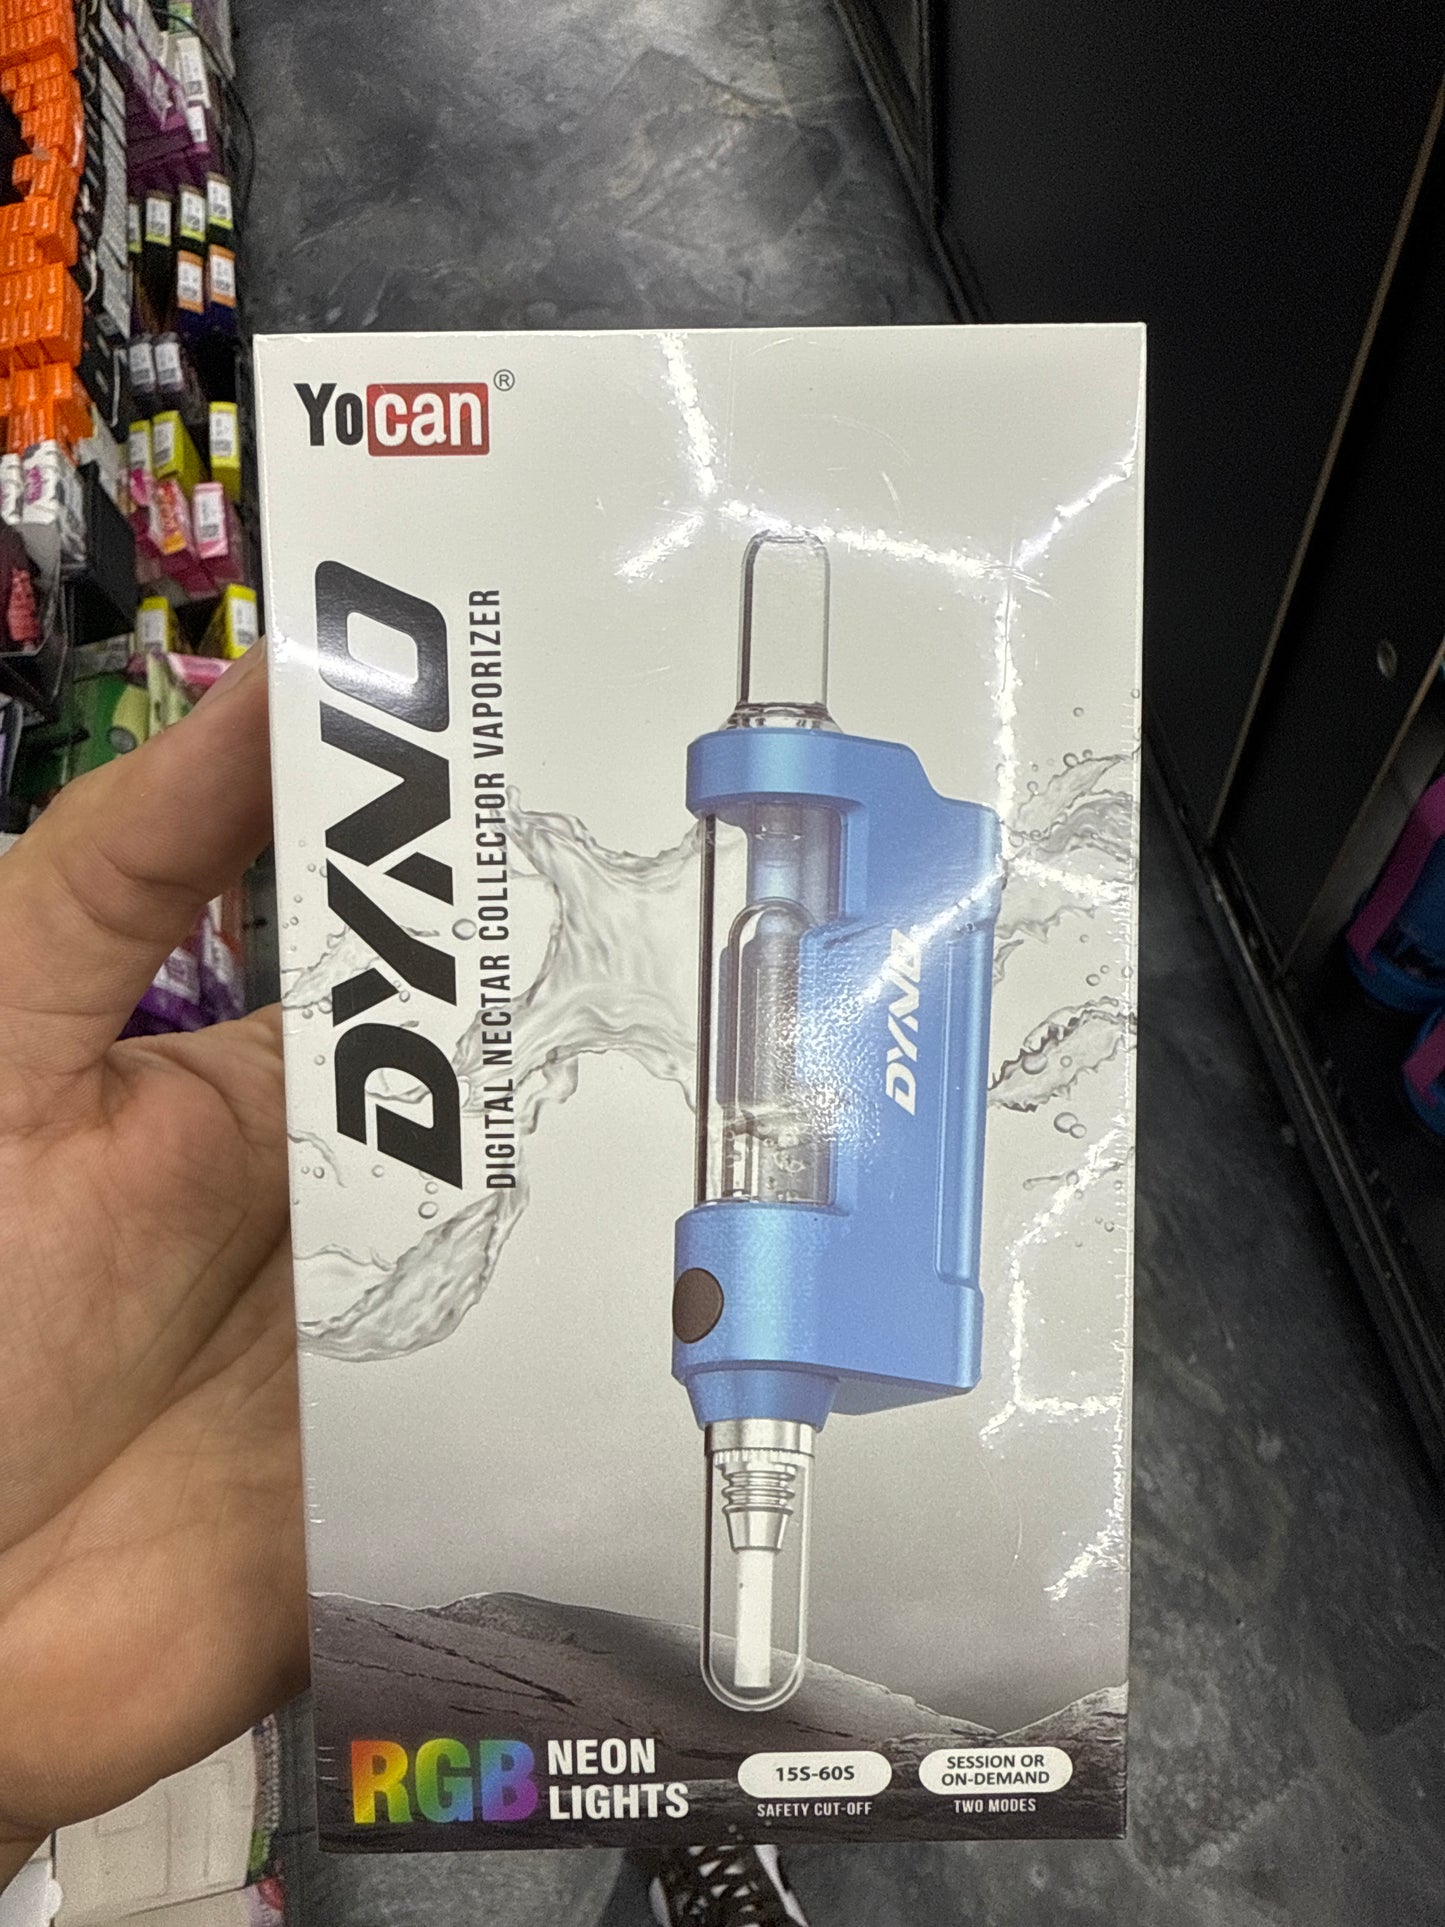 Yocan®
DYNO
DIGITAL NECTAR COLLECTOR VAPORIZER
DYNO
RGB
NEON
LIGHTS
15S-60S
SAFETY CUT-OFF
SESSION OR
ON-DEMAND
TWO MODES